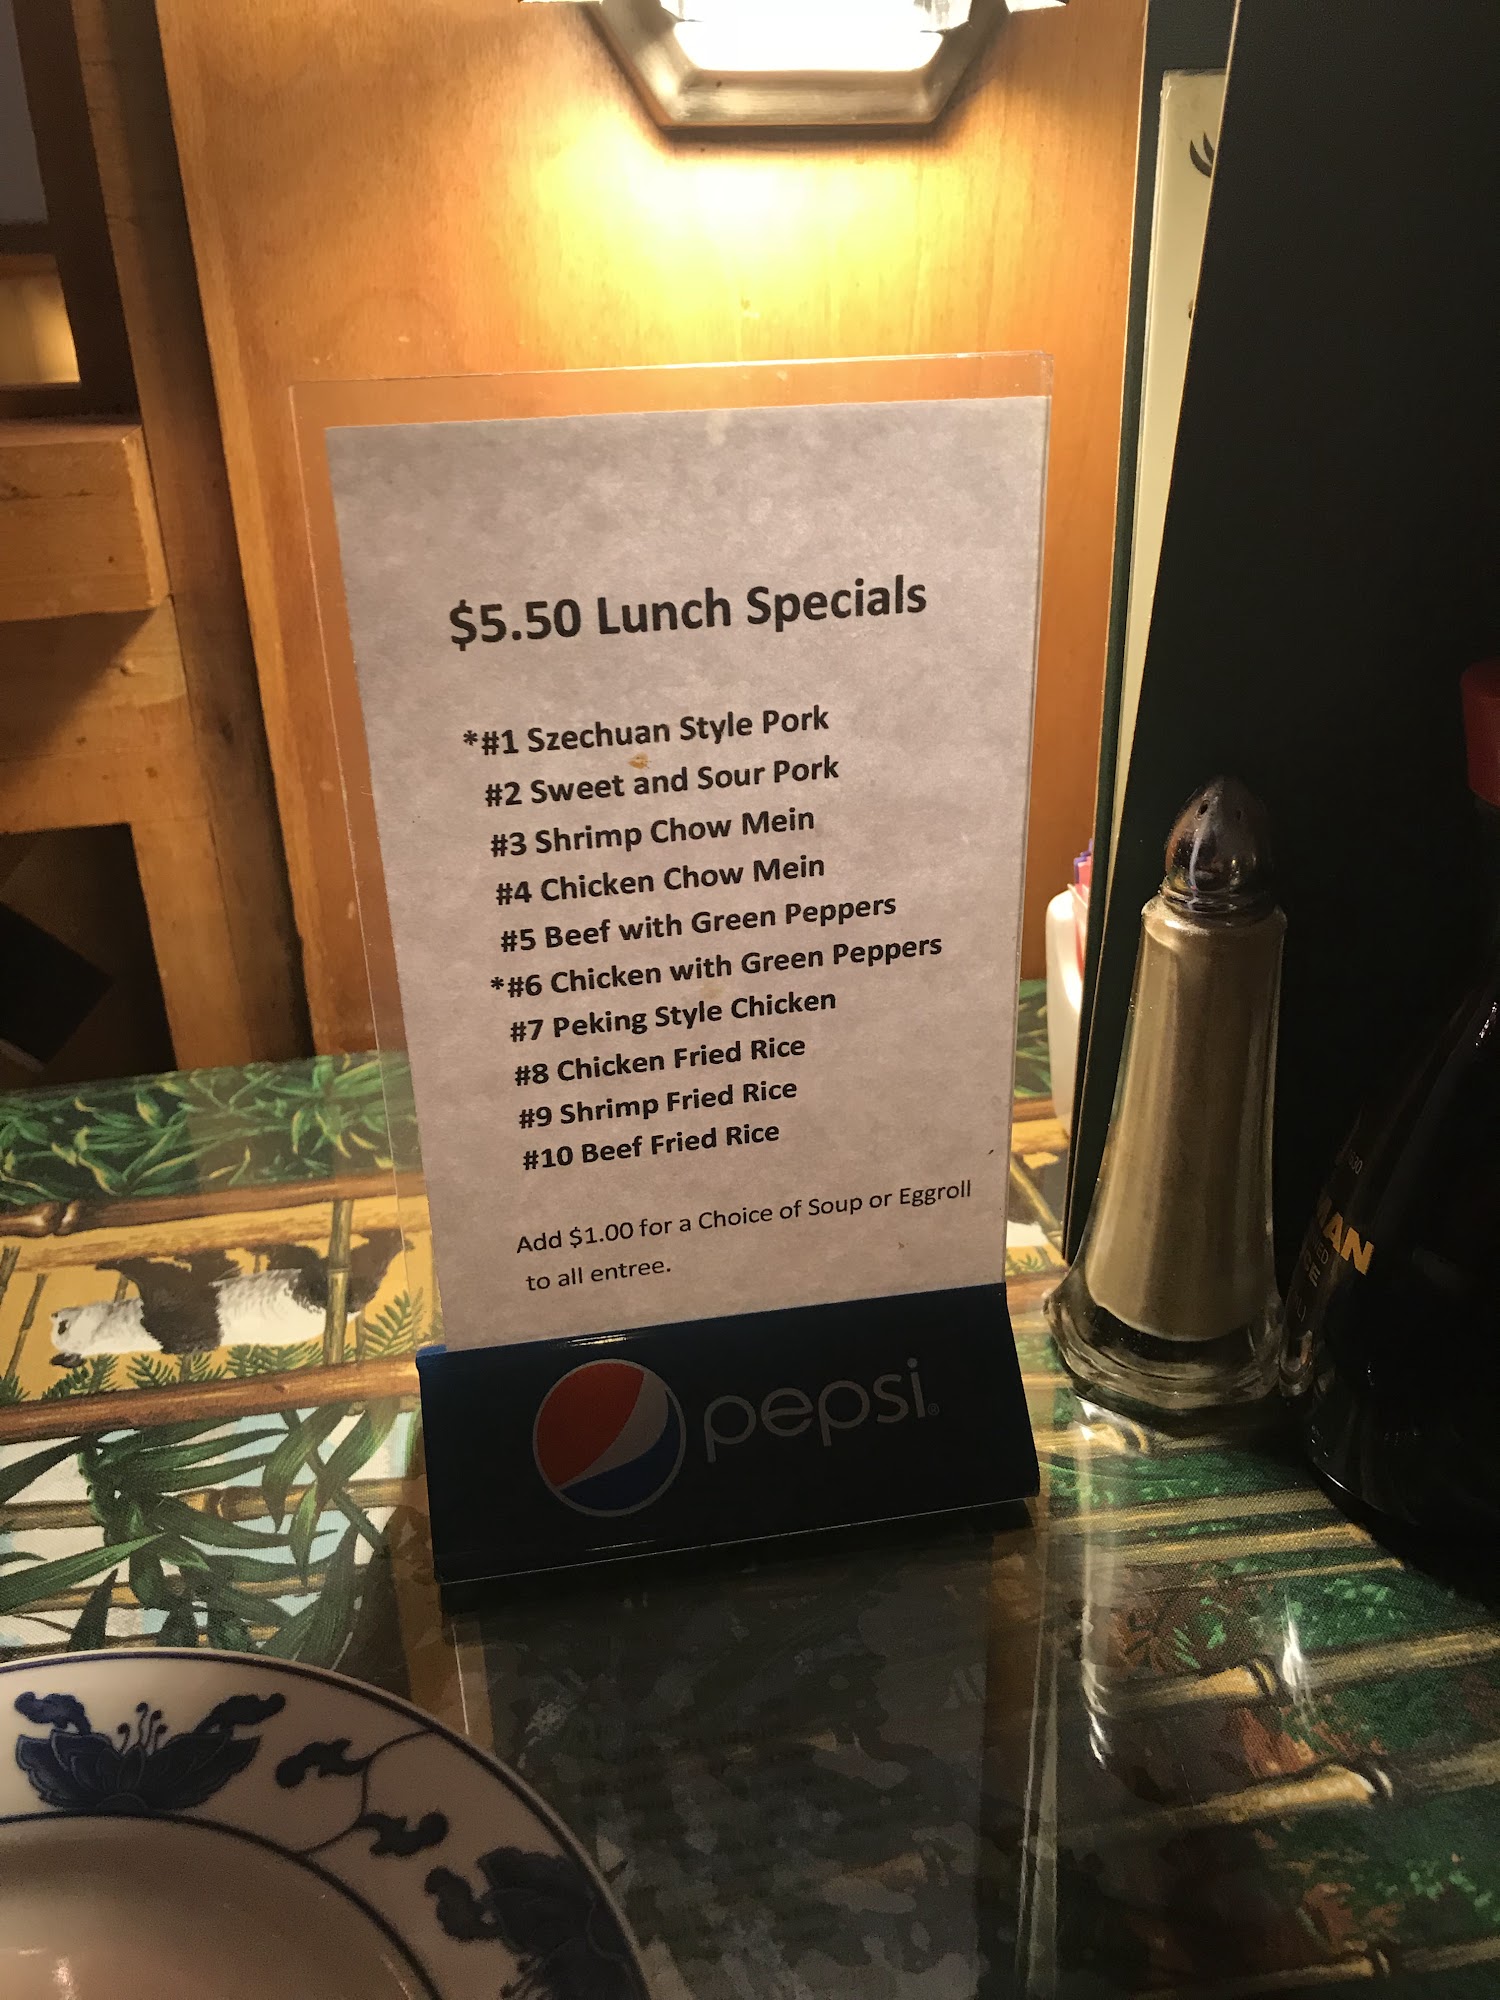 $5.50 Lunch Specials
*#1 Szechuan Style Pork
#2 Sweet and Sour Pork
#3 Shrimp Chow Mein
#4 Chicken Chow Mein
#5 Beef with Green Peppers
*#6 Chicken with Green Peppers
#7 Peking Style Chicken
#8 Chicken Fried Rice
#9 Shrimp Fried Rice
#10 Beef Fried Rice
Add $1.00 for a Choice of Soup or Eggroll
to all entree.
pepsi®